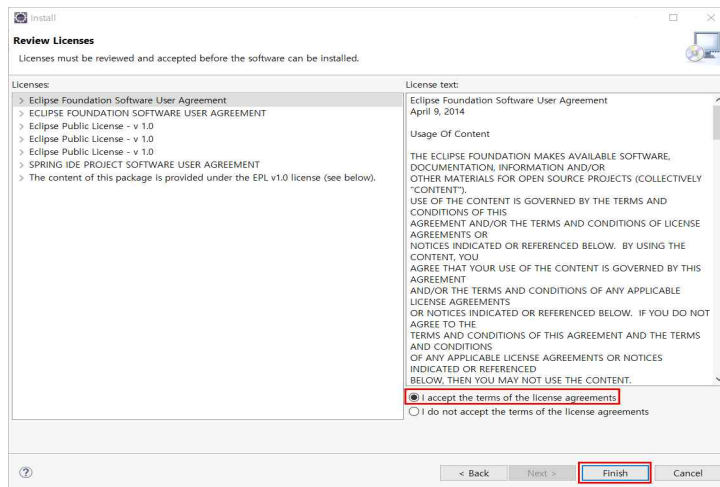 Install
Review Licenses
Licenses must be reviewed and accepted before the software can be installed.
Licenses:
Eclipse Foundation Software User Agreement
ECLIPSE FOUNDATION SOFTWARE USER AGREEMENT
Eclipse Public License - v 1.0
Eclipse Public License - v 1.0
Eclipse Public License - v 1.0
SPRING IDE PROJECT SOFTWARE USER AGREEMENT
The content of this package is provided under the EPL v1.0 license (see below).
License text:
Eclipse Foundation Software User Agreement
April 9, 2014
Usage Of Content
THE ECLIPSE FOUNDATION MAKES AVAILABLE SOFTWARE,
DOCUMENTATION, INFORMATION AND/OR
OTHER MATERIALS FOR OPEN SOURCE PROJECTS (COLLECTIVELY
"CONTENT").
USE OF THE CONTENT IS GOVERNED BY THE TERMS AND
CONDITIONS OF THIS
AGREEMENT AND/OR THE TERMS AND CONDITIONS OF LICENSE
AGREEMENTS OR
NOTICES INDICATED OR REFERENCED BELOW. BY USING THE
CONTENT, YOU
AGREE THAT YOUR USE OF THE CONTENT IS GOVERNED BY THIS
AGREEMENT
AND/OR THE TERMS AND CONDITIONS OF ANY APPLICABLE
LICENSE AGREEMENTS
OR NOTICES INDICATED OR REFERENCED BELOW. IF YOU DO NOT
AGREE TO THE
TERMS AND CONDITIONS OF THIS AGREEMENT AND THE TERMS
AND CONDITIONS
OF ANY APPLICABLE LICENSE AGREEMENTS OR NOTICES
INDICATED OR REFERENCED
BELOW, THEN YOU MAY NOT USE THE CONTENT.
I accept the terms of the license agreements
I do not accept the terms of the license agreements
? < Back Next > Finish Cancel